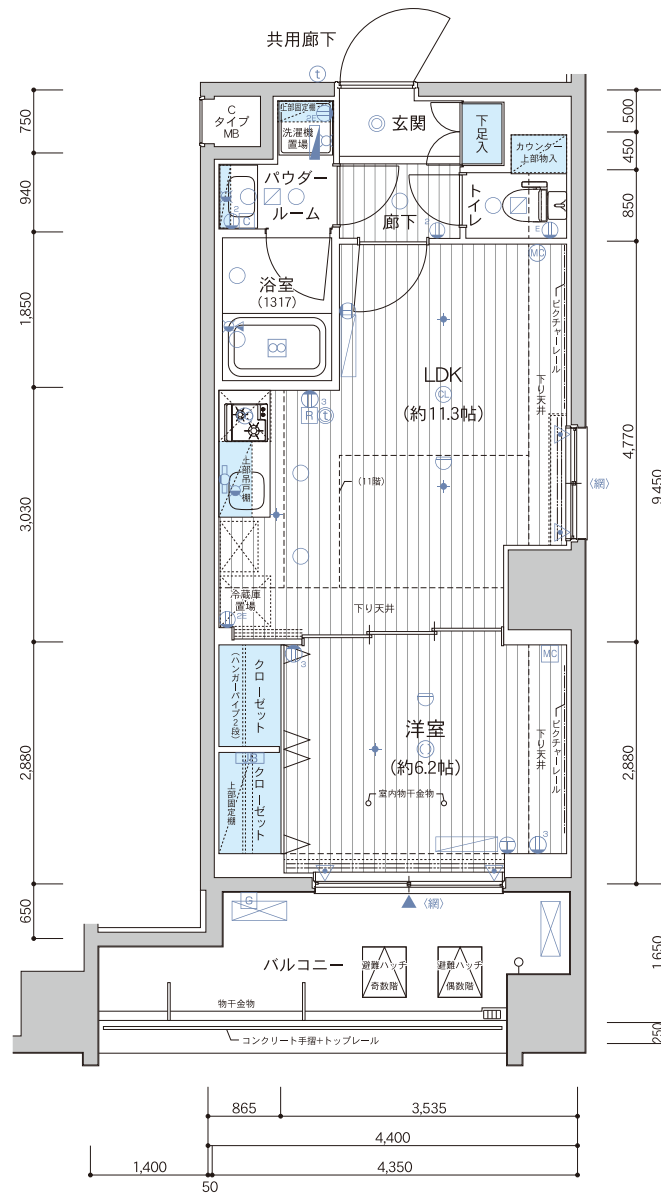 共用廊下
t
C
タイプ
MB
上部固定棚
2E
洗濯機
置場
玄関
下
足
入
カウンター
上部物入
パウダー
ルーム
2
C
廊下
2
トイレ
E
浴室
(1317)
MC
ピクチャーレール
LDK
(約11.3帖)
CL
下り天井
3
R
t
上部吊戸棚
(11階)
〈網〉
冷蔵庫
置場
2E
下り天井
3
MC
クローゼット
(ハンガーパイプ2段)
洋室
(約6.2帖)
下り天井
ピクチャーレール
クローゼット
上部固定棚
室内物干金物
3
〈網〉
G
バルコニー
避難ハッチ
奇数階
避難ハッチ
偶数階
物干金物
コンクリート手摺+トップレール
750
940
1,850
3,030
2,880
650
500
450
850
4,770
9,450
2,880
1,650
250
865
3,535
4,400
1,400
50
4,350